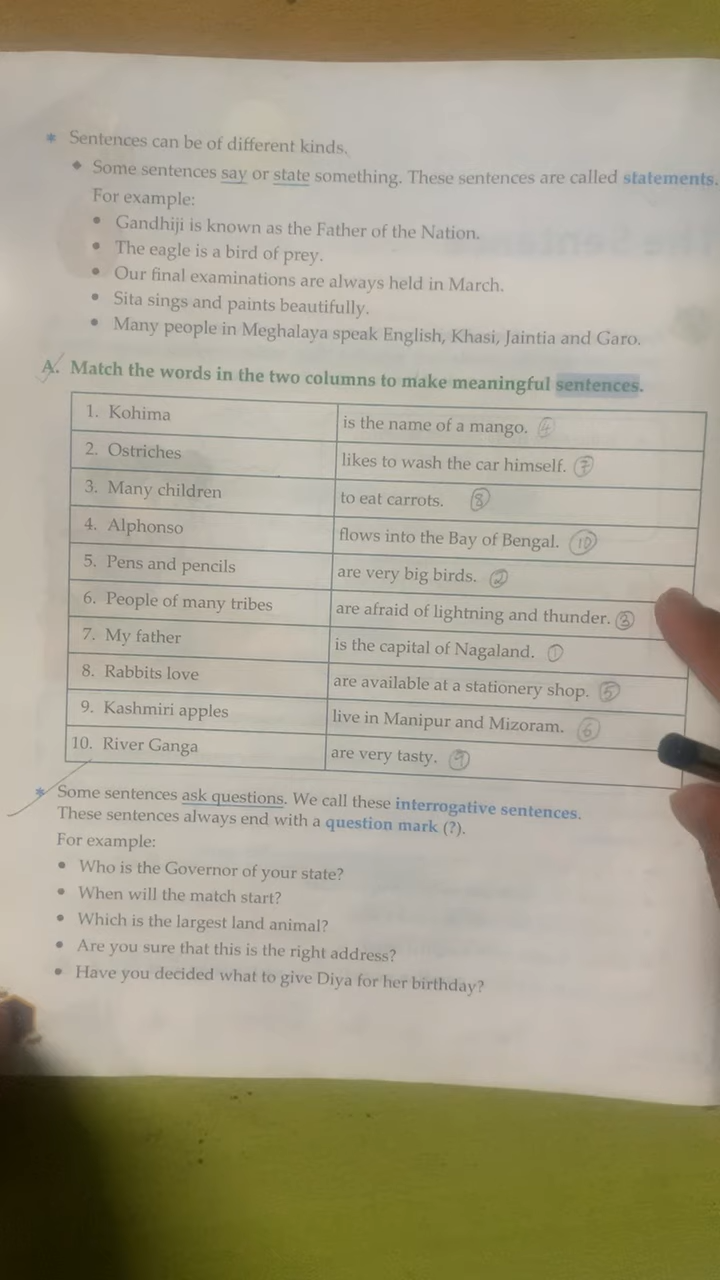 * Sentences can be of different kinds.
◆ Some sentences say or state something. These sentences are called statements.
For example:
• Gandhiji is known as the Father of the Nation.
• The eagle is a bird of prey.
• Our final examinations are always held in March.
• Sita sings and paints beautifully.
• Many people in Meghalaya speak English, Khasi, Jaintia and Garo.
A. Match the words in the two columns to make meaningful sentences.
1. Kohima is the name of a mango. ④
2. Ostriches likes to wash the car himself. ⑦
3. Many children to eat carrots. ⑧
4. Alphonso flows into the Bay of Bengal. ⑩
5. Pens and pencils are very big birds. ②
6. People of many tribes are afraid of lightning and thunder. ③
7. My father is the capital of Nagaland. ①
8. Rabbits love are available at a stationery shop. ⑤
9. Kashmiri apples live in Manipur and Mizoram. ⑥
10. River Ganga are very tasty. ⑨
* Some sentences ask questions. We call these interrogative sentences.
These sentences always end with a question mark (?).
For example:
• Who is the Governor of your state?
• When will the match start?
• Which is the largest land animal?
• Are you sure that this is the right address?
• Have you decided what to give Diya for her birthday?